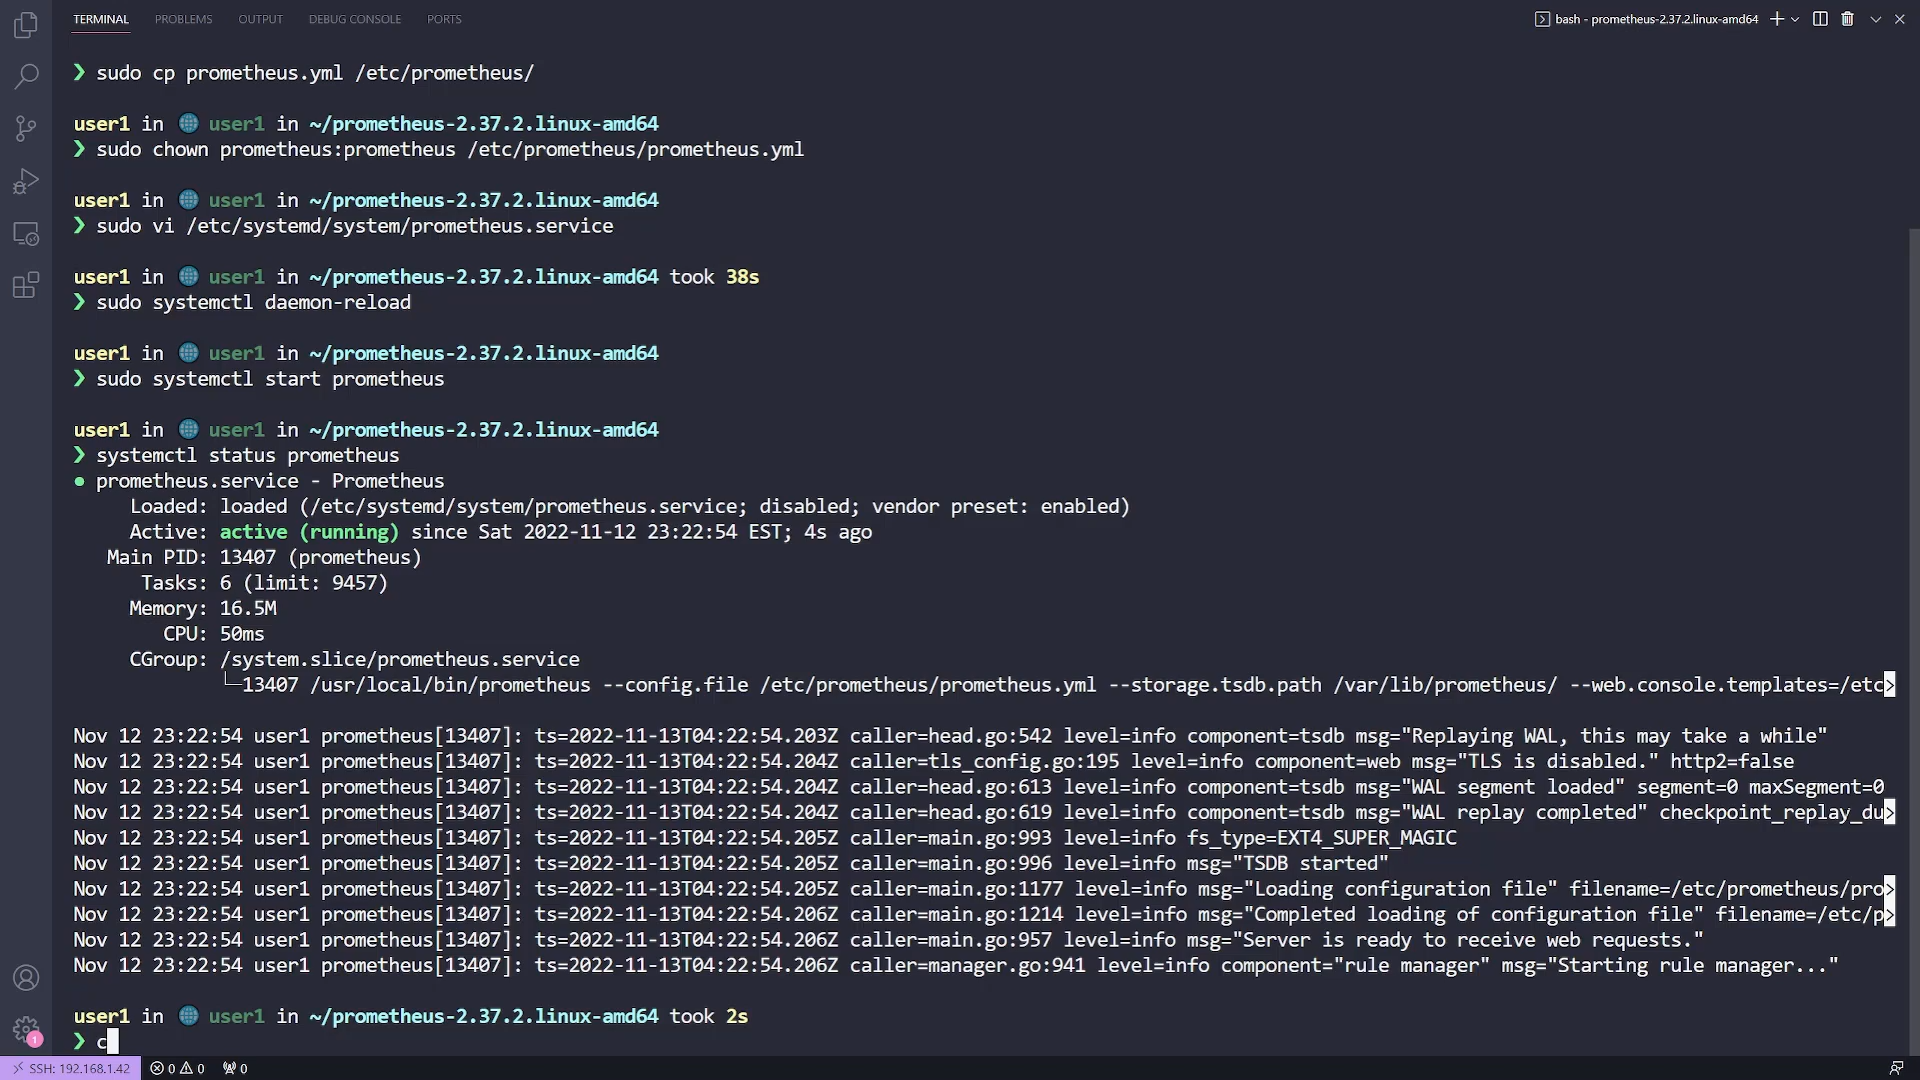 TERMINAL PROBLEMS OUTPUT DEBUG CONSOLE PORTS bash - prometheus-2.37.2.linux-amd64
❯ sudo cp prometheus.yml /etc/prometheus/
user1 in 🌐 user1 in ~/prometheus-2.37.2.linux-amd64
❯ sudo chown prometheus:prometheus /etc/prometheus/prometheus.yml
user1 in 🌐 user1 in ~/prometheus-2.37.2.linux-amd64
❯ sudo vi /etc/systemd/system/prometheus.service
user1 in 🌐 user1 in ~/prometheus-2.37.2.linux-amd64 took 38s
❯ sudo systemctl daemon-reload
user1 in 🌐 user1 in ~/prometheus-2.37.2.linux-amd64
❯ sudo systemctl start prometheus
user1 in 🌐 user1 in ~/prometheus-2.37.2.linux-amd64
❯ systemctl status prometheus
● prometheus.service - Prometheus
Loaded: loaded (/etc/systemd/system/prometheus.service; disabled; vendor preset: enabled)
Active: active (running) since Sat 2022-11-12 23:22:54 EST; 4s ago
Main PID: 13407 (prometheus)
Tasks: 6 (limit: 9457)
Memory: 16.5M
CPU: 50ms
CGroup: /system.slice/prometheus.service
└─13407 /usr/local/bin/prometheus --config.file /etc/prometheus/prometheus.yml --storage.tsdb.path /var/lib/prometheus/ --web.console.templates=/etc>
Nov 12 23:22:54 user1 prometheus[13407]: ts=2022-11-13T04:22:54.203Z caller=head.go:542 level=info component=tsdb msg="Replaying WAL, this may take a while"
Nov 12 23:22:54 user1 prometheus[13407]: ts=2022-11-13T04:22:54.204Z caller=tls_config.go:195 level=info component=web msg="TLS is disabled." http2=false
Nov 12 23:22:54 user1 prometheus[13407]: ts=2022-11-13T04:22:54.204Z caller=head.go:613 level=info component=tsdb msg="WAL segment loaded" segment=0 maxSegment=0
Nov 12 23:22:54 user1 prometheus[13407]: ts=2022-11-13T04:22:54.204Z caller=head.go:619 level=info component=tsdb msg="WAL replay completed" checkpoint_replay_du>
Nov 12 23:22:54 user1 prometheus[13407]: ts=2022-11-13T04:22:54.205Z caller=main.go:993 level=info fs_type=EXT4_SUPER_MAGIC
Nov 12 23:22:54 user1 prometheus[13407]: ts=2022-11-13T04:22:54.205Z caller=main.go:996 level=info msg="TSDB started"
Nov 12 23:22:54 user1 prometheus[13407]: ts=2022-11-13T04:22:54.205Z caller=main.go:1177 level=info msg="Loading configuration file" filename=/etc/prometheus/pro>
Nov 12 23:22:54 user1 prometheus[13407]: ts=2022-11-13T04:22:54.206Z caller=main.go:1214 level=info msg="Completed loading of configuration file" filename=/etc/p>
Nov 12 23:22:54 user1 prometheus[13407]: ts=2022-11-13T04:22:54.206Z caller=main.go:957 level=info msg="Server is ready to receive web requests."
Nov 12 23:22:54 user1 prometheus[13407]: ts=2022-11-13T04:22:54.206Z caller=manager.go:941 level=info component="rule manager" msg="Starting rule manager..."
user1 in 🌐 user1 in ~/prometheus-2.37.2.linux-amd64 took 2s
❯ c
1
SSH: 192.168.1.42 0 0 0